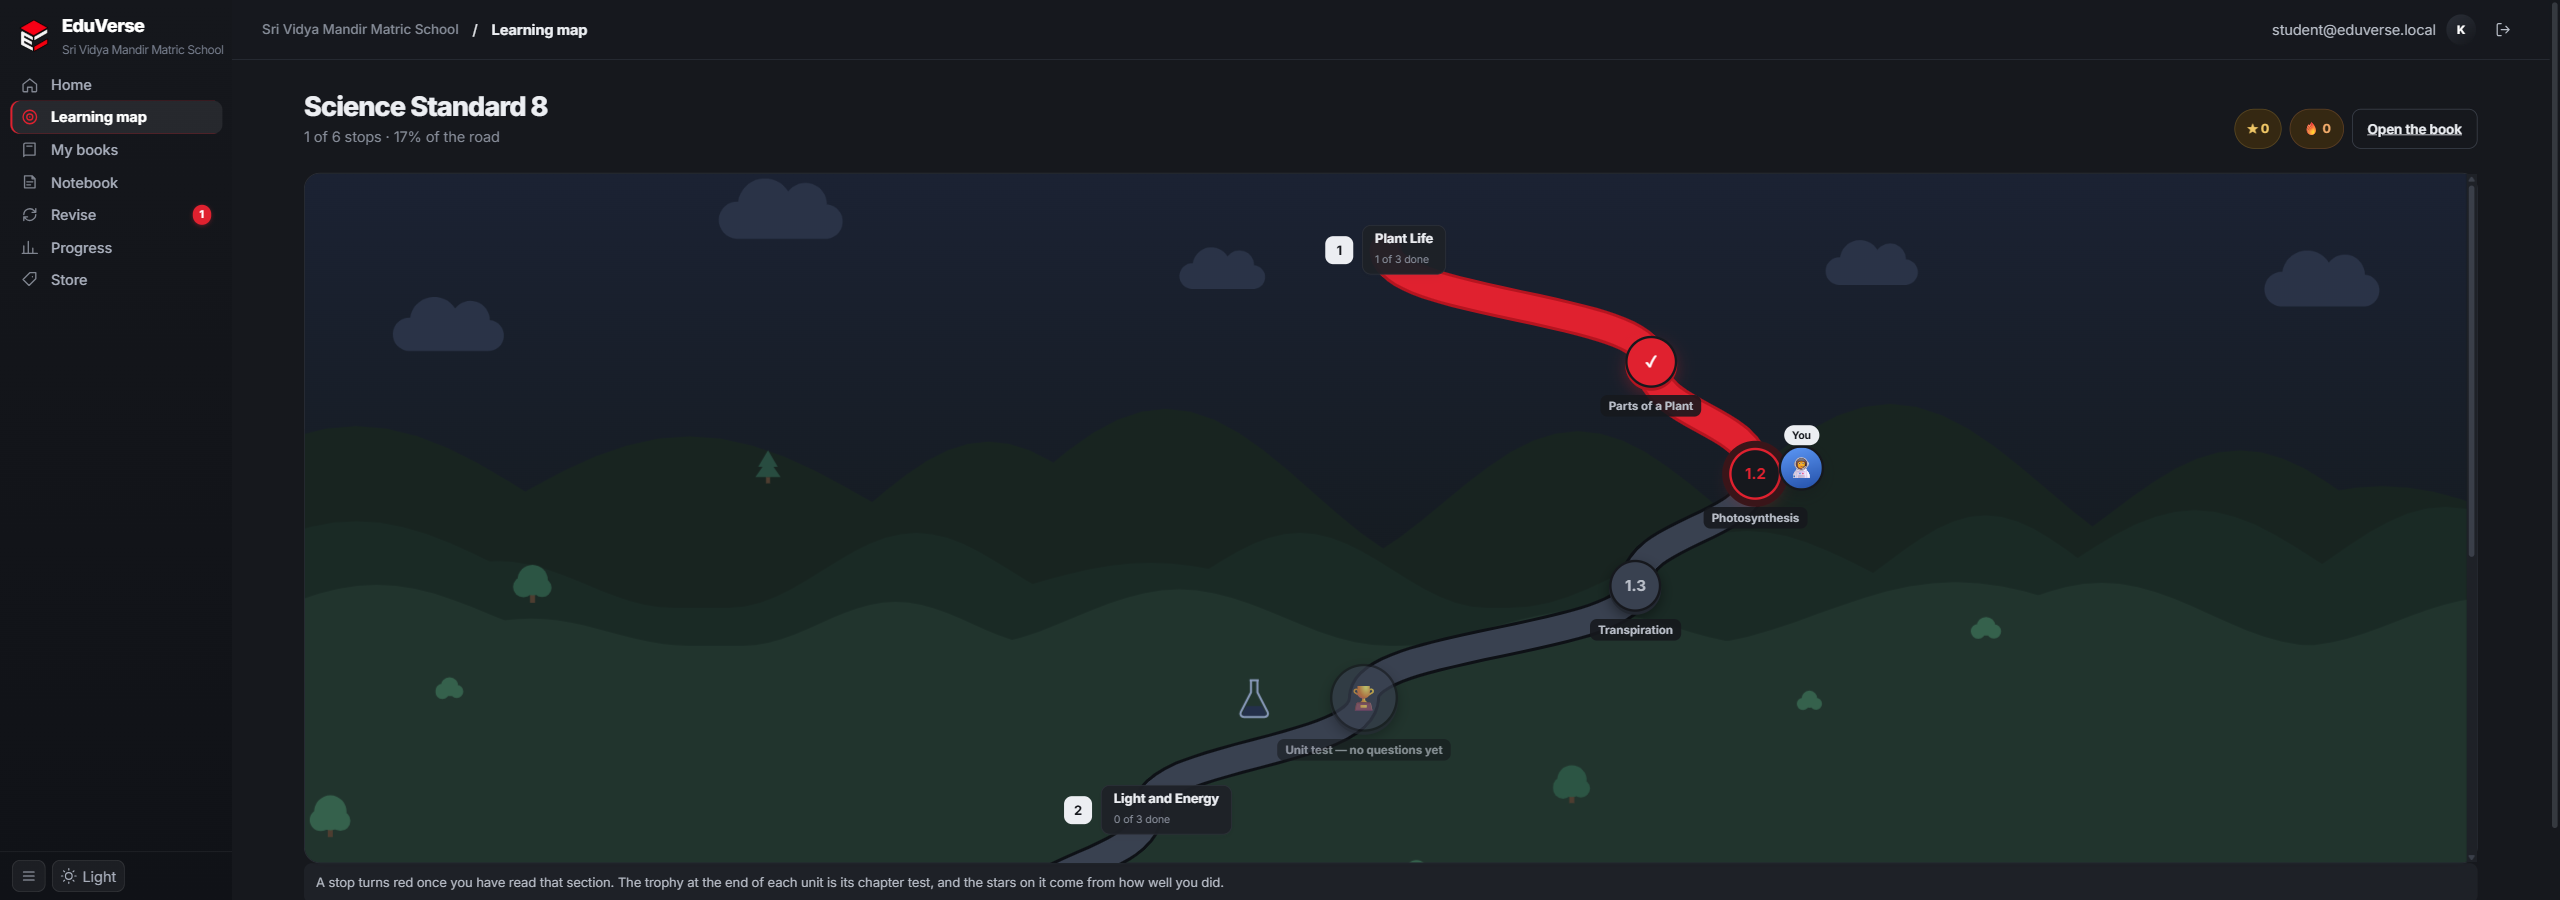 EduVerse
Sri Vidya Mandir Matric School
Home
Learning map
My books
Notebook
Revise
1
Progress
Store
Light
Sri Vidya Mandir Matric School / Learning map
student@eduverse.local
K
Science Standard 8
1 of 6 stops · 17% of the road
★ 0
0
Open the book
1
Plant Life
1 of 3 done
✓
Parts of a Plant
You
1.2
Photosynthesis
1.3
Transpiration
Unit test — no questions yet
2
Light and Energy
0 of 3 done
A stop turns red once you have read that section. The trophy at the end of each unit is its chapter test, and the stars on it come from how well you did.